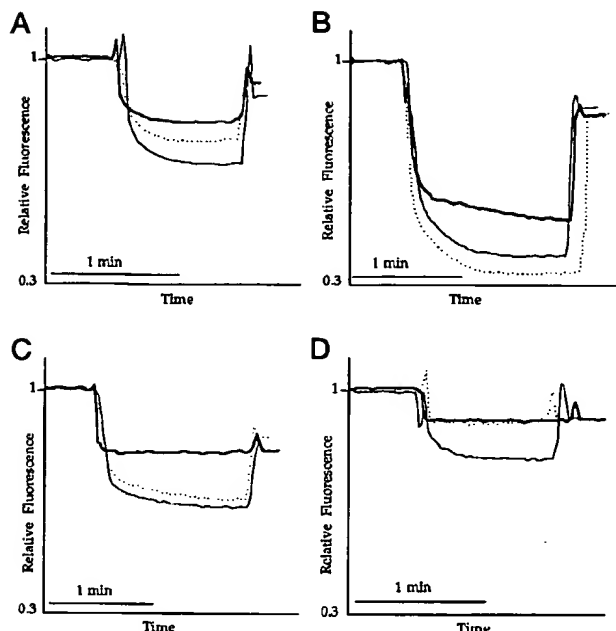 A
1
Relative Fluorescence
1 min
0.3
Time
B
1
Relative Fluorescence
1 min
0.3
Time
C
1
Relative Fluorescence
1 min
0.3
Time
D
1
Relative Fluorescence
1 min
0.3
Time